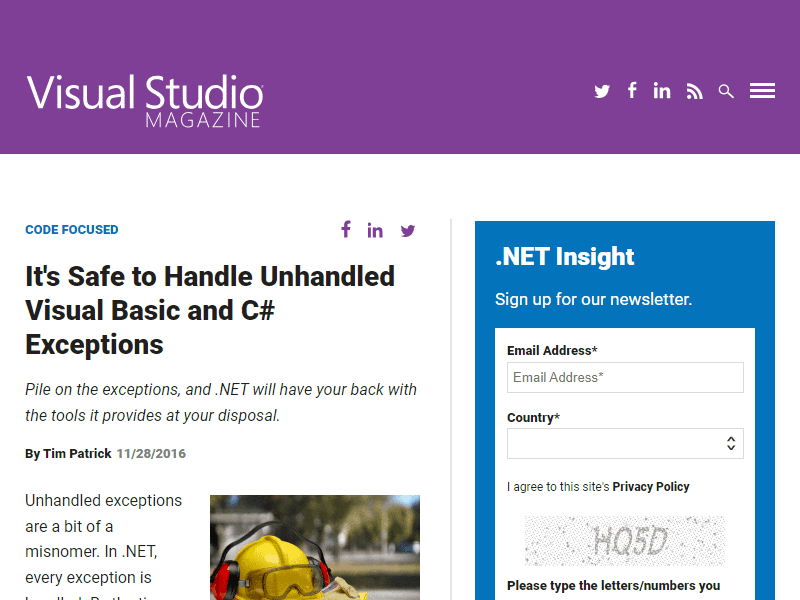 Visual Studio
MAGAZINE
CODE FOCUSED
It's Safe to Handle Unhandled
Visual Basic and C#
Exceptions
Pile on the exceptions, and .NET will have your back with
the tools it provides at your disposal.
By Tim Patrick 11/28/2016
Unhandled exceptions
are a bit of a
misnomer. In .NET,
every exception is
.NET Insight
Sign up for our newsletter.
Email Address*
Email Address*
Country*
I agree to this site's Privacy Policy
HQ5D
Please type the letters/numbers you